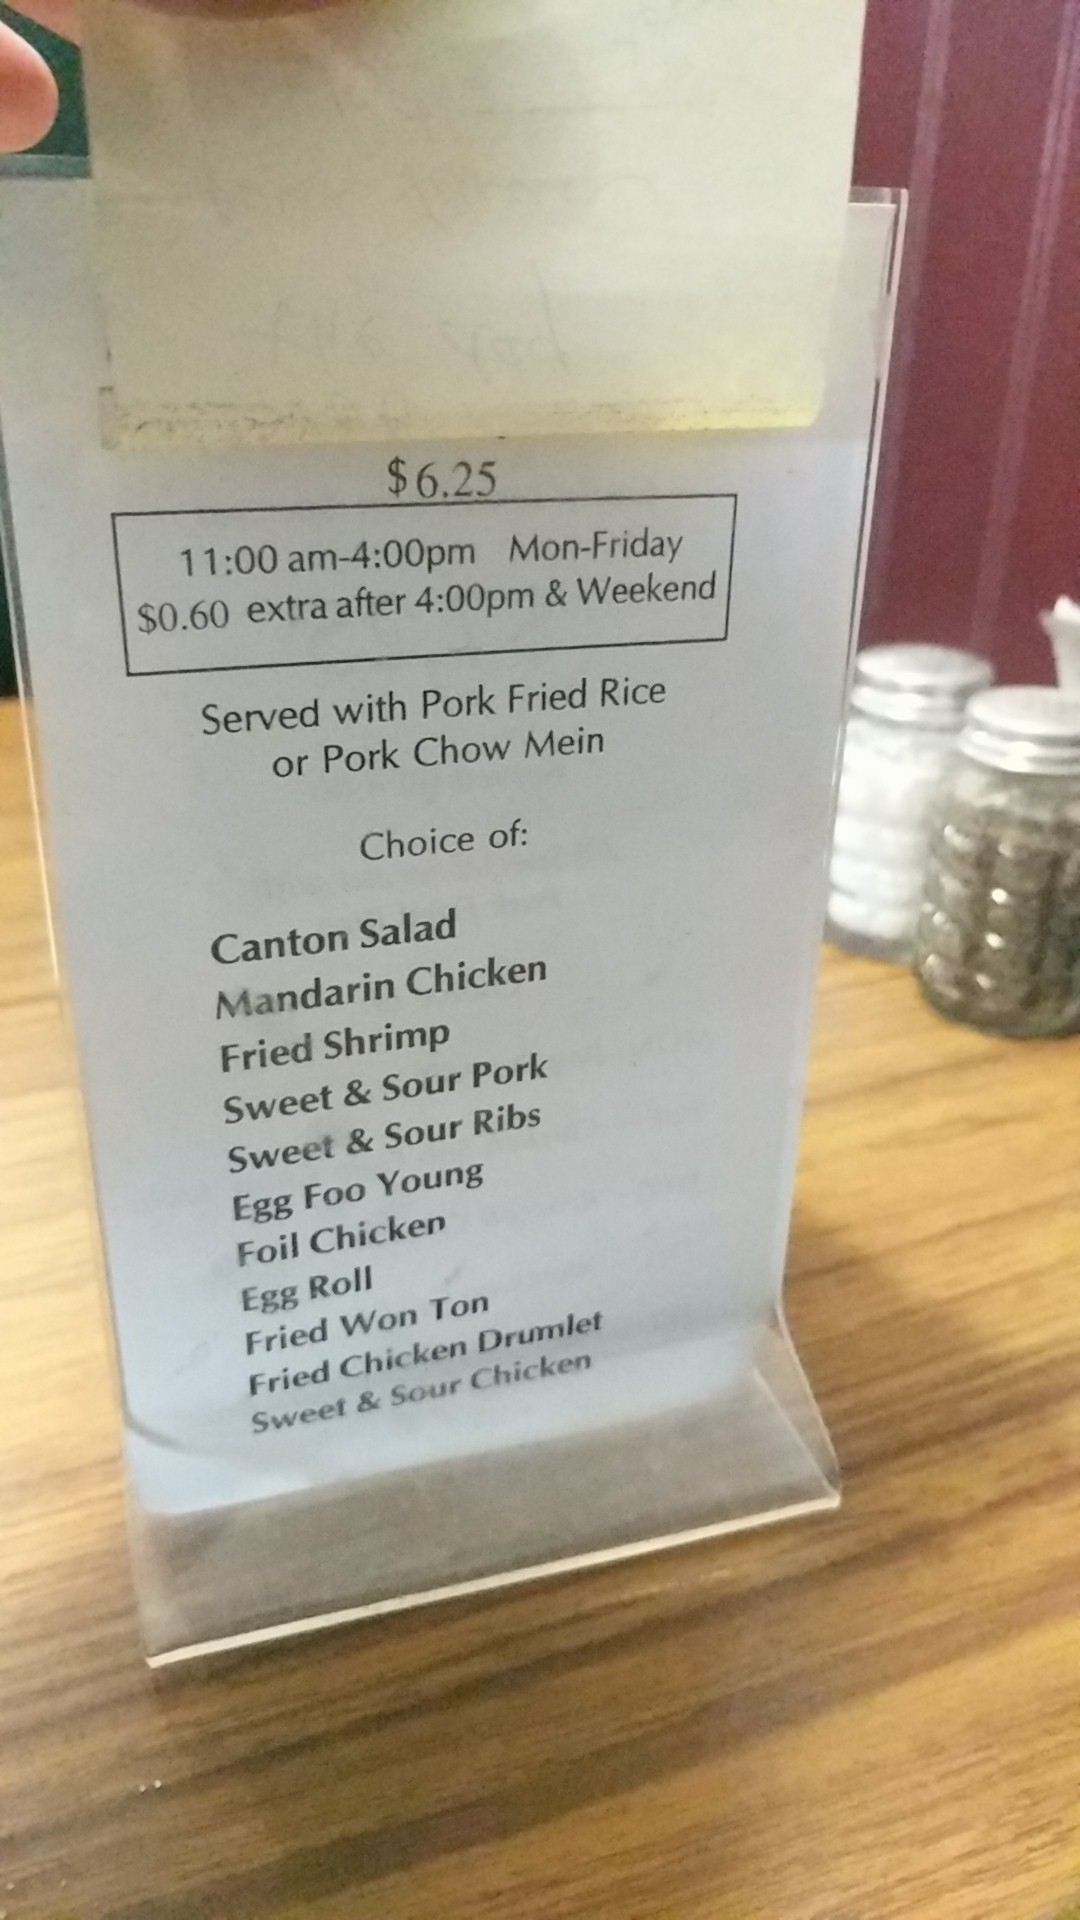 $6.25
11:00 am-4:00pm Mon-Friday
$0.60 extra after 4:00pm & Weekend
Served with Pork Fried Rice
or Pork Chow Mein
Choice of:
Canton Salad
Mandarin Chicken
Fried Shrimp
Sweet & Sour Pork
Sweet & Sour Ribs
Egg Foo Young
Foil Chicken
Egg Roll
Fried Won Ton
Fried Chicken Drumlet
Sweet & Sour Chicken